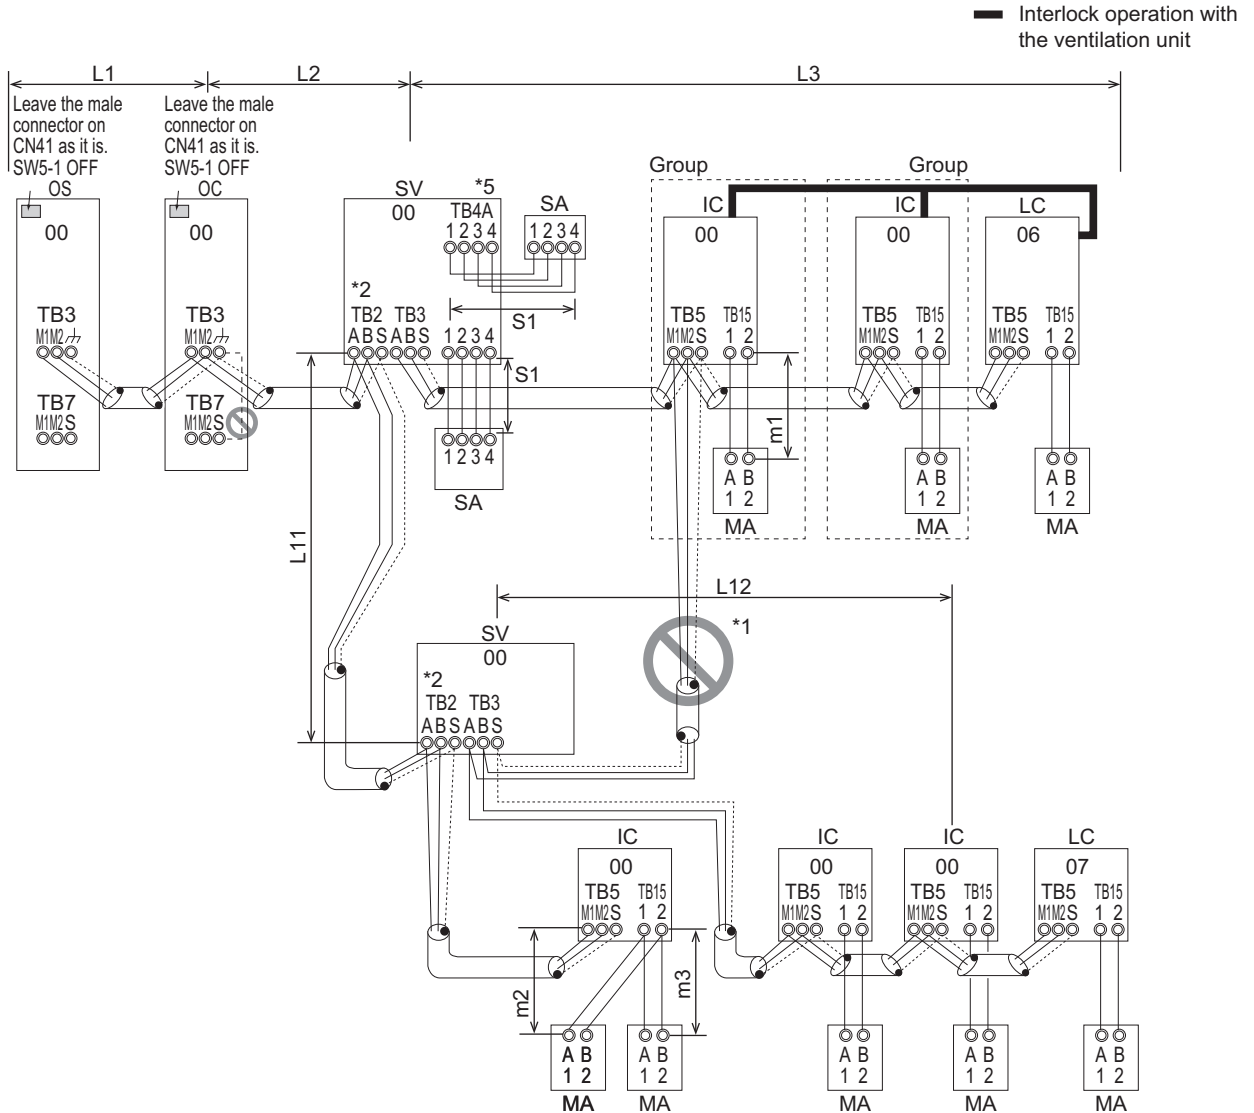 Interlock operation with
the ventilation unit
L1
L2
L3
Leave the male
connector on
CN41 as it is.
SW5-1 OFF
OS
Leave the male
connector on
CN41 as it is.
SW5-1 OFF
OC
00
TB3
M1M2
TB7
M1M2S
00
TB3
M1M2
TB7
M1M2S
SV
*5
00
TB4A
1 2 3 4
*2
TB2 TB3
A B S A B S 1 2 3 4
SA
1 2 3 4
S1
S1
1 2 3 4
SA
Group
IC
00
TB5 TB15
M1M2S 1 2
m1
A B
1 2
MA
Group
IC
00
TB5 TB15
M1M2S 1 2
A B
1 2
MA
LC
06
TB5 TB15
M1M2S 1 2
A B
1 2
MA
L11
L12
*1
SV
00
*2
TB2 TB3
A B S A B S
IC
00
TB5 TB15
M1M2S 1 2
m2
m3
A B
1 2
MA
A B
1 2
MA
IC
00
TB5 TB15
M1M2S 1 2
A B
1 2
MA
IC
00
TB5 TB15
M1M2S 1 2
A B
1 2
MA
LC
07
TB5 TB15
M1M2S 1 2
A B
1 2
MA